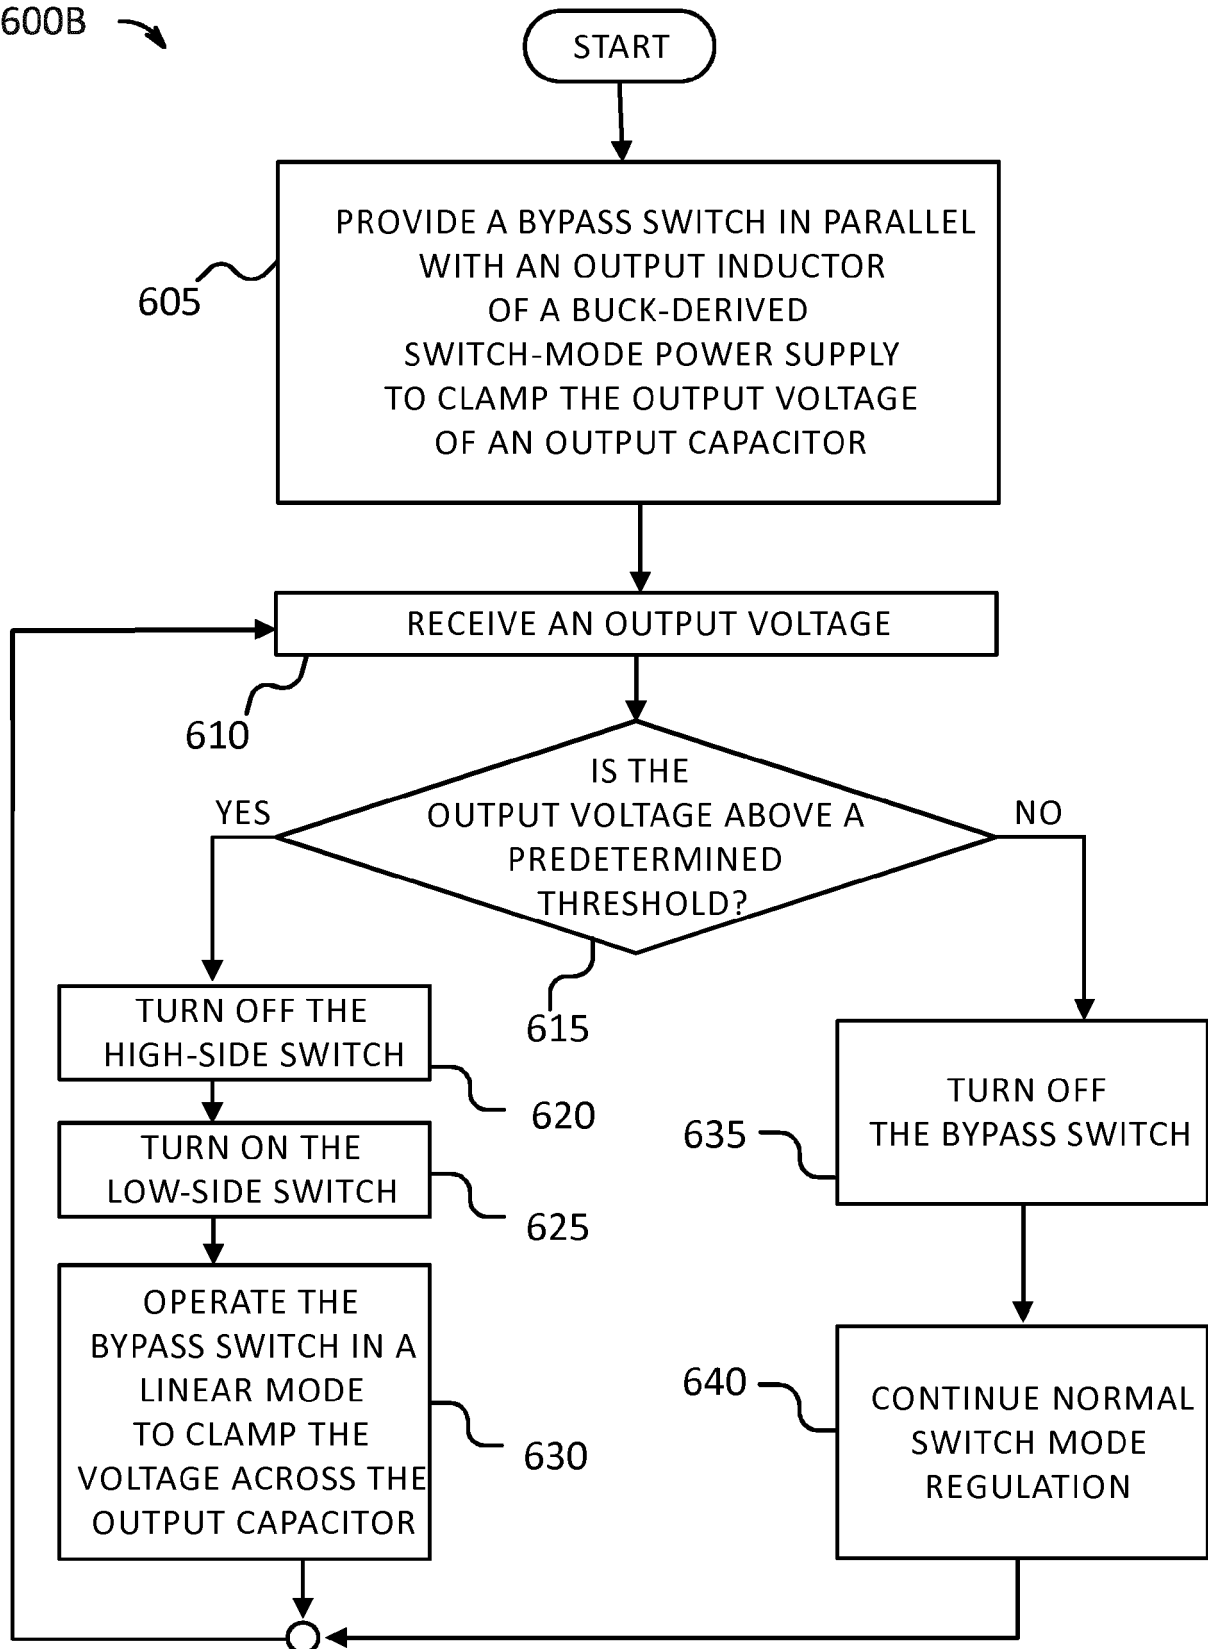 600B
START
PROVIDE A BYPASS SWITCH IN PARALLEL
WITH AN OUTPUT INDUCTOR
OF A BUCK-DERIVED
SWITCH-MODE POWER SUPPLY
TO CLAMP THE OUTPUT VOLTAGE
OF AN OUTPUT CAPACITOR
605
RECEIVE AN OUTPUT VOLTAGE
610
IS THE
OUTPUT VOLTAGE ABOVE A
PREDETERMINED
THRESHOLD?
YES
NO
615
TURN OFF THE
HIGH-SIDE SWITCH
620
TURN ON THE
LOW-SIDE SWITCH
625
OPERATE THE
BYPASS SWITCH IN A
LINEAR MODE
TO CLAMP THE
VOLTAGE ACROSS THE
OUTPUT CAPACITOR
630
TURN OFF
THE BYPASS SWITCH
635
CONTINUE NORMAL
SWITCH MODE
REGULATION
640